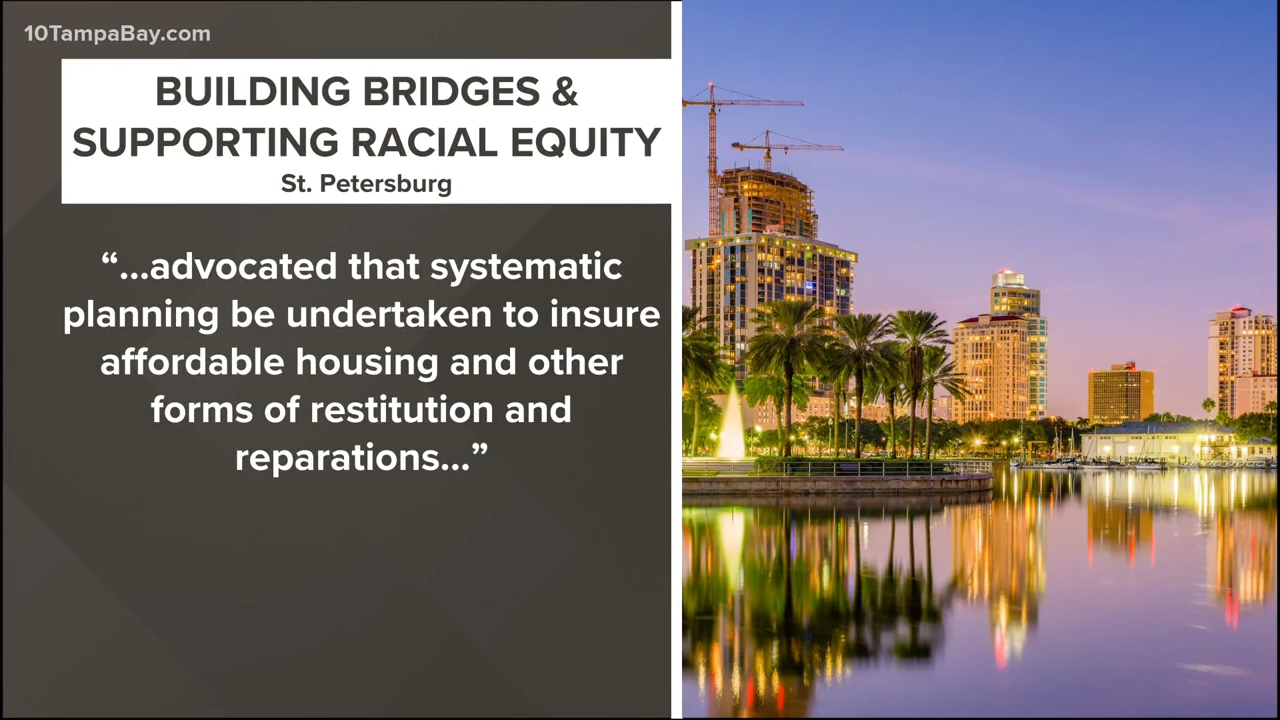 10TampaBay.com
BUILDING BRIDGES &
SUPPORTING RACIAL EQUITY
St. Petersburg
“...advocated that systematic
planning be undertaken to insure
affordable housing and other
forms of restitution and
reparations...”